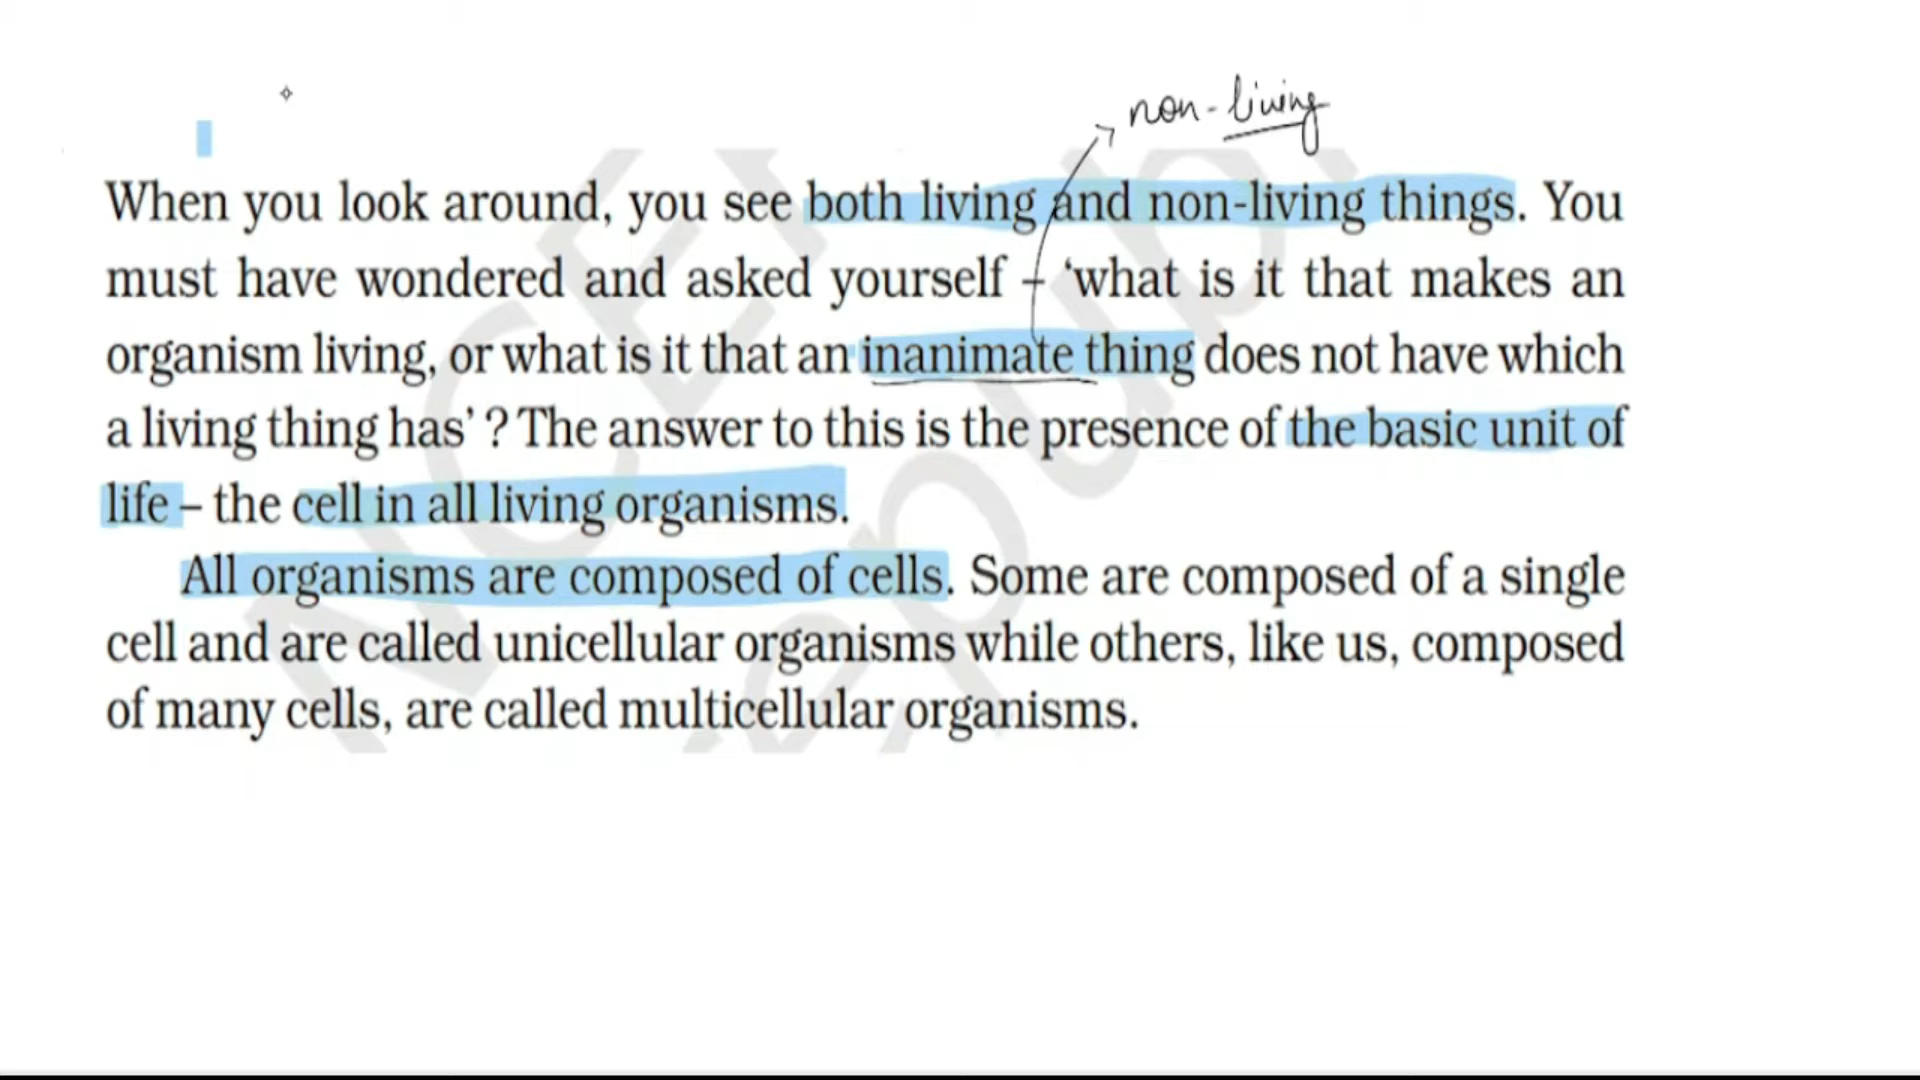 non-living
When you look around, you see both living and non-living things. You
must have wondered and asked yourself – ‘what is it that makes an
organism living, or what is it that an inanimate thing does not have which
a living thing has’ ? The answer to this is the presence of the basic unit of
life – the cell in all living organisms.
All organisms are composed of cells. Some are composed of a single
cell and are called unicellular organisms while others, like us, composed
of many cells, are called multicellular organisms.